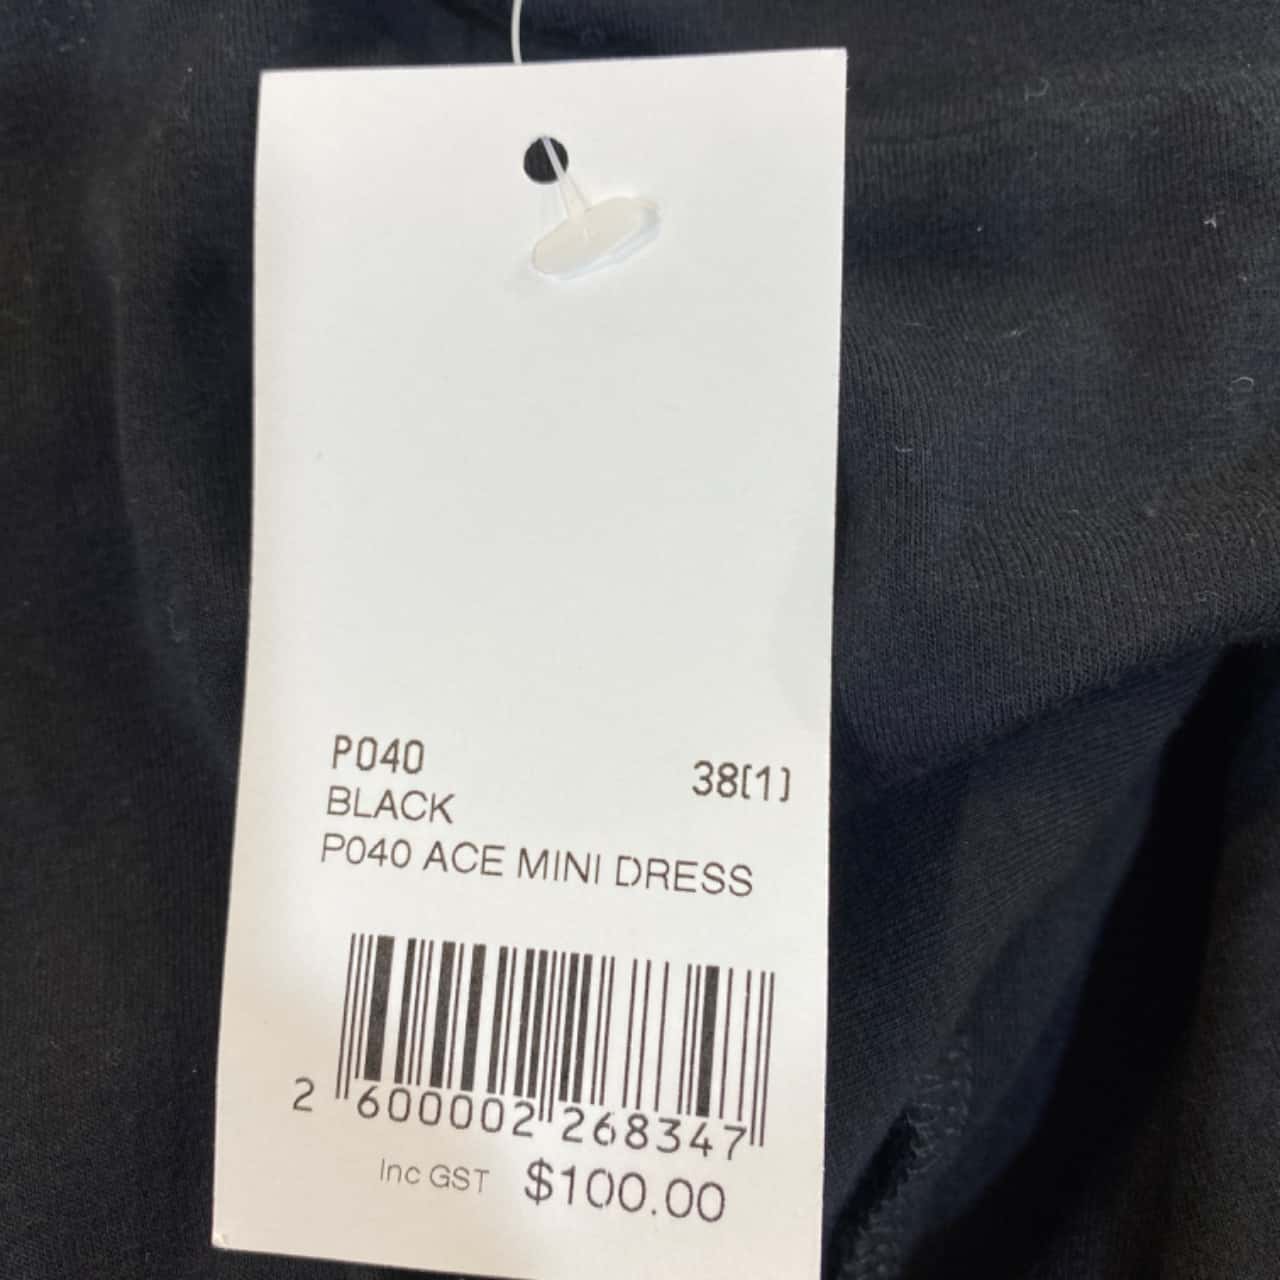 P040 38[1]
BLACK
P040 ACE MINI DRESS
2 600002 268347
Inc GST $100.00